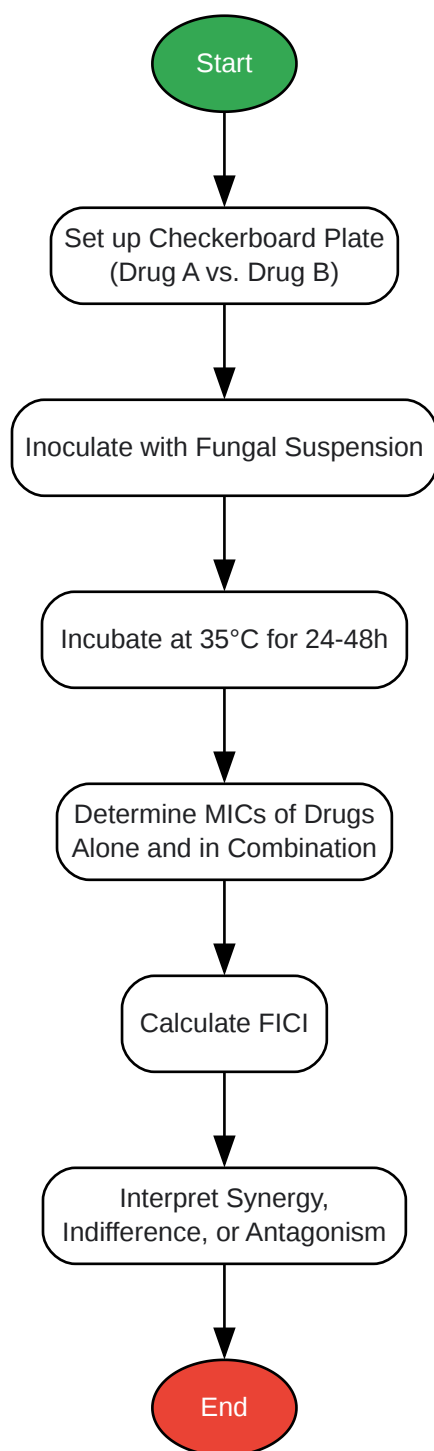 Start
Set up Checkerboard Plate
(Drug A vs. Drug B)
Inoculate with Fungal Suspension
Incubate at 35°C for 24-48h
Determine MICs of Drugs
Alone and in Combination
Calculate FICI
Interpret Synergy,
Indifference, or Antagonism
End